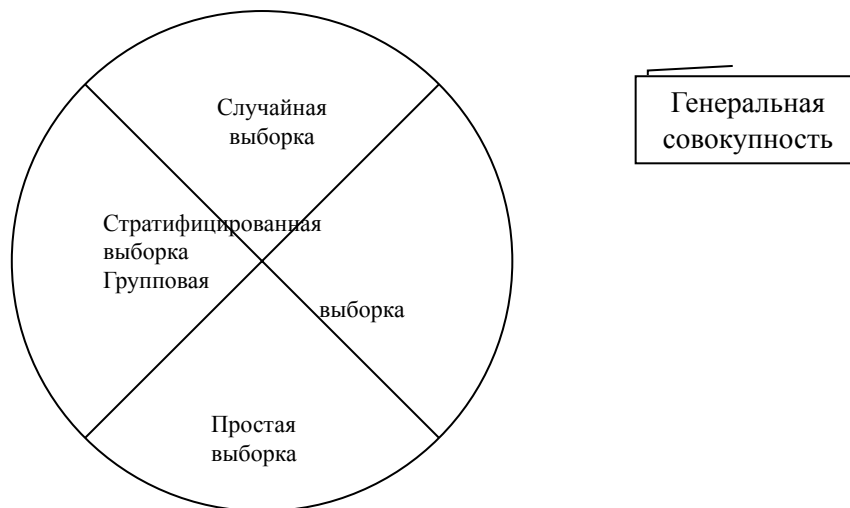 Случайная
выборка
Генеральная
совокупность
Стратифицированная
выборка
Групповая
выборка
Простая
выборка